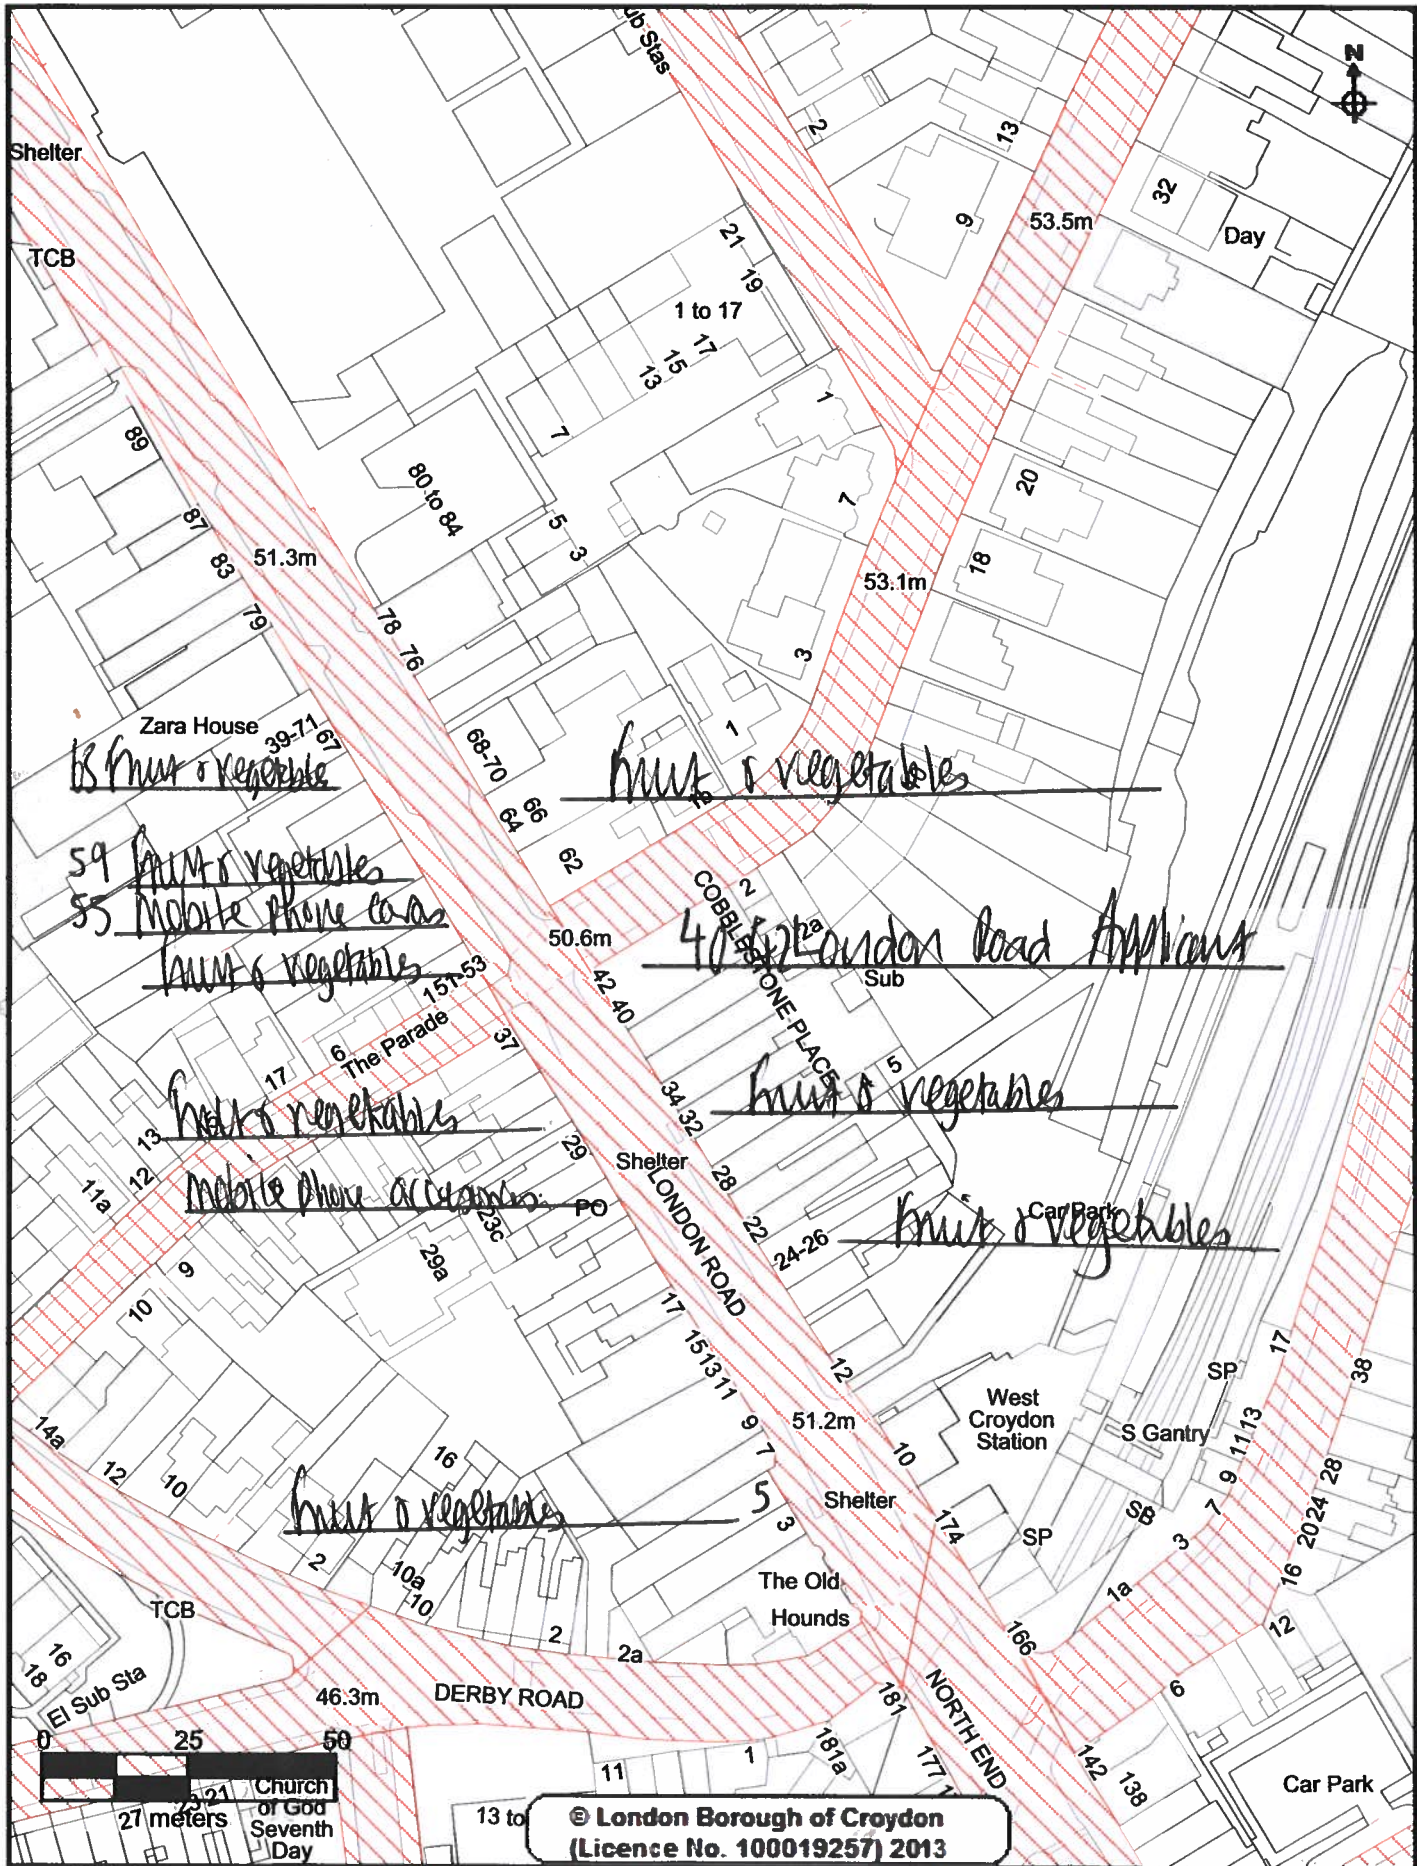 ub Stas
N
Shelter
2
13
32
TCB
9
53.5m
Day
21
19
1 to 17
17
15
13
1
7
89
80 to 84
7
20
87
5
3
83
51.3m
18
53.1m
79
78
76
3
Zara House
39-71
67
1
68-70
fruit & vegetables
fruit & vegetables
66
64
62
59 fruit & vegetables
2
COBBLESTONE PLACE
55 Mobile phone cards
50.6m
2a
40-42 London Road Applicant
Sub
fruit & vegetables
151-53
42
40
37
6
The Parade
17
5
fruit & vegetables
34
32
fruit & vegetables
13
29
Shelter
12
11a
28
Mobile phone accessories
PO
LONDON ROAD
23c
22
Car Park
fruit & vegetables
24-26
29a
9
10
17
15
13
11
17
12
SP
38
West
Croydon
Station
9
51.2m
S Gantry
11
13
14a
7
10
16
12
10
9
28
fruit & vegetables
5
Shelter
3
174
SB
7
24
20
SP
3
2
10a
10
The Old
Hounds
1a
16
TCB
2
2a
166
12
16
18
El Sub Sta
46.3m
DERBY ROAD
181
NORTH END
6
0
25
50
11
1
181a
177
142
138
Car Park
27 meters
23
21
Church
of God
Seventh
Day
13 to
© London Borough of Croydon
(Licence No. 100019257) 2013